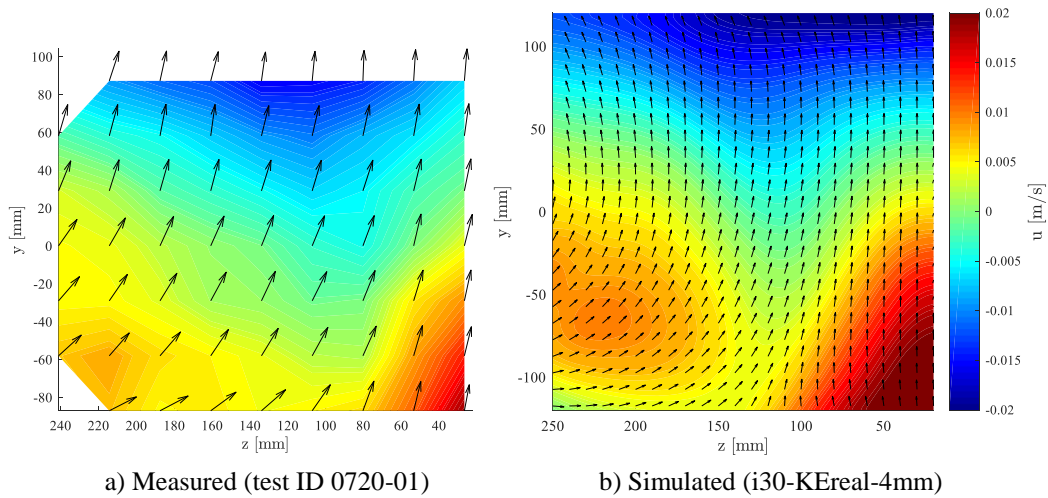 100
80
60
40
20
0
-20
-40
-60
-80
y [mm]
240 220 200 180 160 140 120 100 80 60 40
z [mm]
100
50
0
-50
-100
y [mm]
250 200 150 100 50
z [mm]
0.02
0.015
0.01
0.005
0
-0.005
-0.01
-0.015
-0.02
u [m/s]
a) Measured (test ID 0720-01)
b) Simulated (i30-KEreal-4mm)